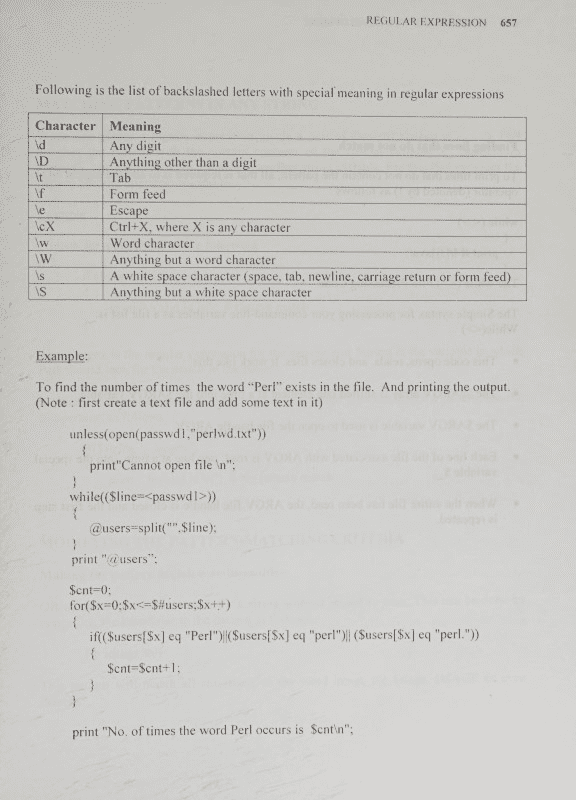 REGULAR EXPRESSION 657
Following is the list of backslashed letters with special meaning in regular expressions
Character Meaning
\d Any digit
\D Anything other than a digit
\t Tab
\f Form feed
\e Escape
\cX Ctrl+X, where X is any character
\w Word character
\W Anything but a word character
\s A white space character (space, tab, newline, carriage return or form feed)
\S Anything but a white space character
Example:
To find the number of times the word “Perl” exists in the file. And printing the output.
(Note : first create a text file and add some text in it)
unless(open(passwd1,"perlwd.txt"))
{
print"Cannot open file \n";
}
while(($line=<passwd1>))
{
@users=split("",$line);
}
print "@users";
$cnt=0;
for($x=0;$x<=$#users;$x++)
{
if(($users[$x] eq "Perl")||($users[$x] eq "perl")|| ($users[$x] eq "perl."))
{
$cnt=$cnt+1;
}
}
print "No. of times the word Perl occurs is $cnt\n";